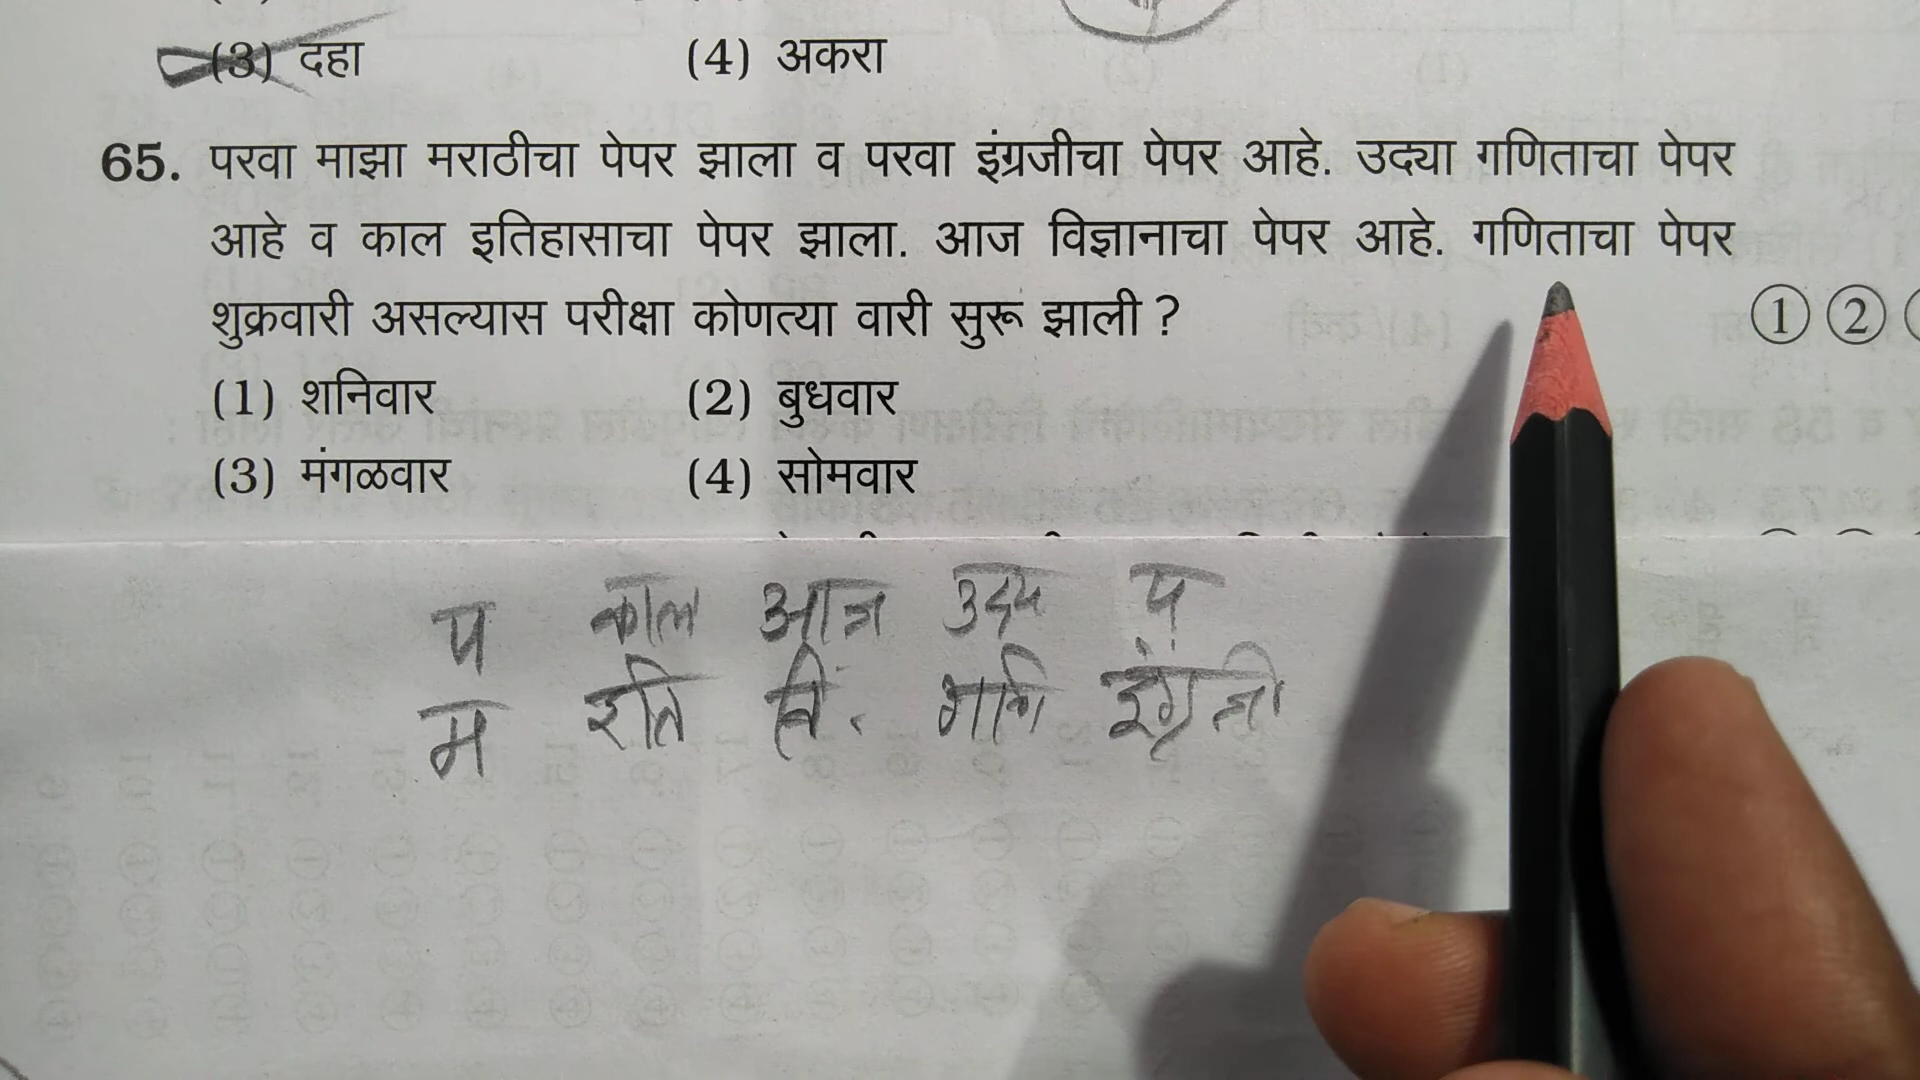 (3) दहा (4) अकरा
65. परवा माझा मराठीचा पेपर झाला व परवा इंग्रजीचा पेपर आहे. उद्या गणिताचा पेपर
आहे व काल इतिहासाचा पेपर झाला. आज विज्ञानाचा पेपर आहे. गणिताचा पेपर
शुक्रवारी असल्यास परीक्षा कोणत्या वारी सुरू झाली ? ① ②
(1) शनिवार (2) बुधवार
(3) मंगळवार (4) सोमवार
प काल आज प
म इति वि. इंग्रजी